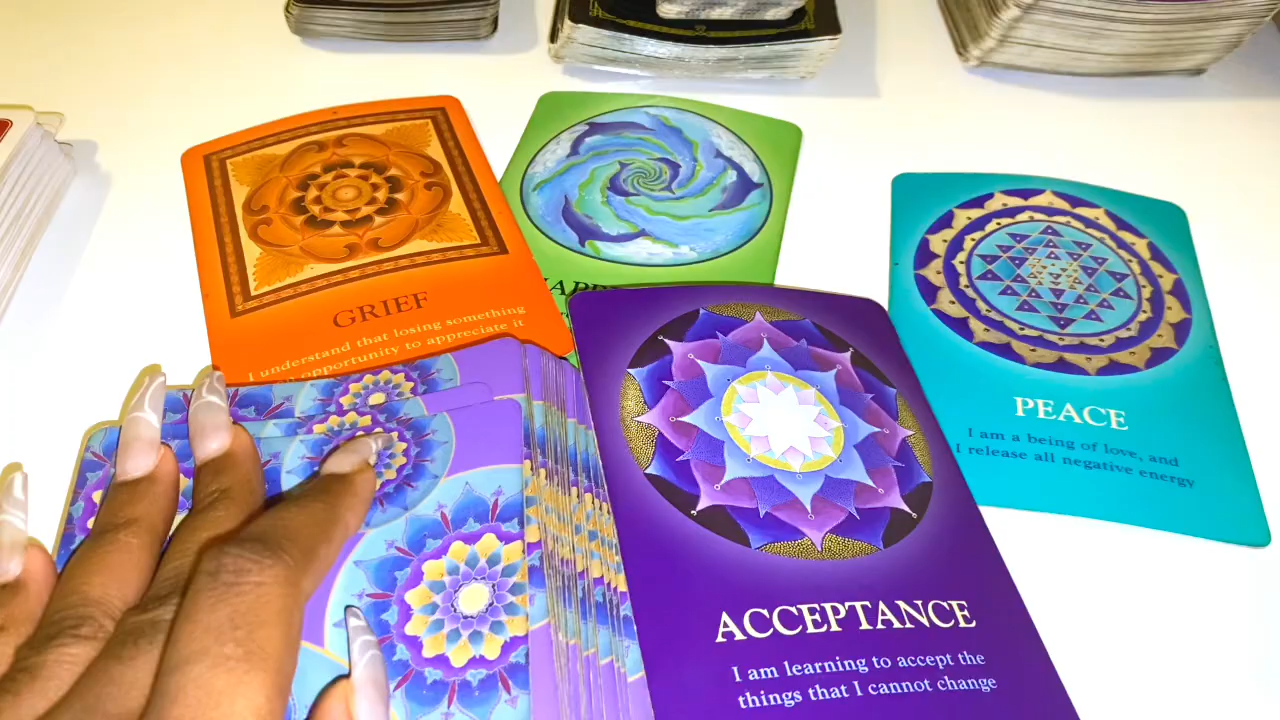 GRIEF
I understand that losing something
opportunity to appreciate it
PEACE
I am a being of love, and
I release all negative energy
ACCEPTANCE
I am learning to accept the
things that I cannot change